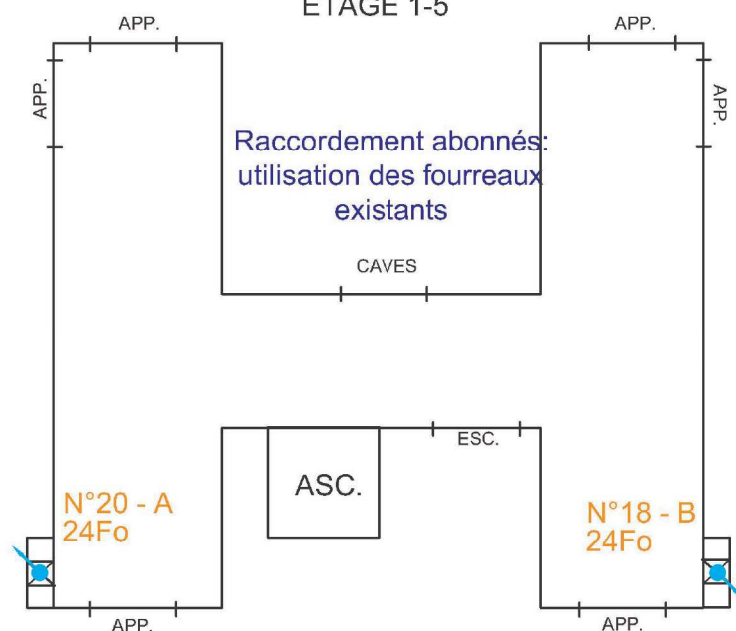 ETAGE 1-5
APP.
APP.
APP.
APP.
Raccordement abonnés:
utilisation des fourreaux
existants
CAVES
ESC.
ASC.
N°20 - A
24Fo
N°18 - B
24Fo
APP.
APP.